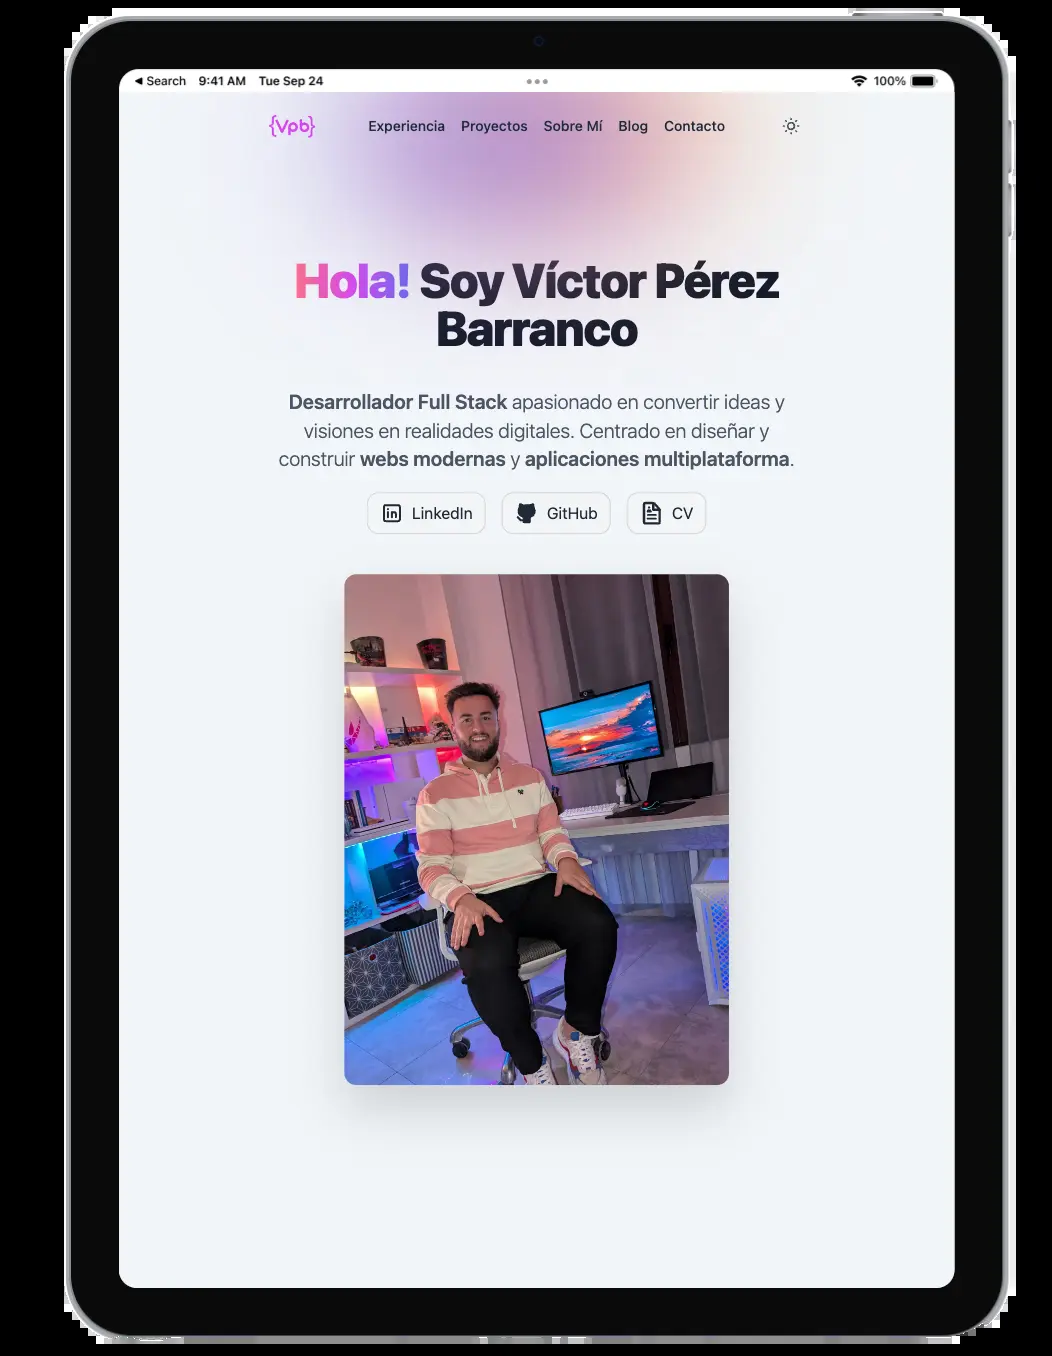 ◀ Search 9:41 AM Tue Sep 24 100%
{Vpb} Experiencia Proyectos Sobre Mí Blog Contacto
Hola! Soy Víctor Pérez
Barranco
Desarrollador Full Stack apasionado en convertir ideas y
visiones en realidades digitales. Centrado en diseñar y
construir webs modernas y aplicaciones multiplataforma.
LinkedIn GitHub CV